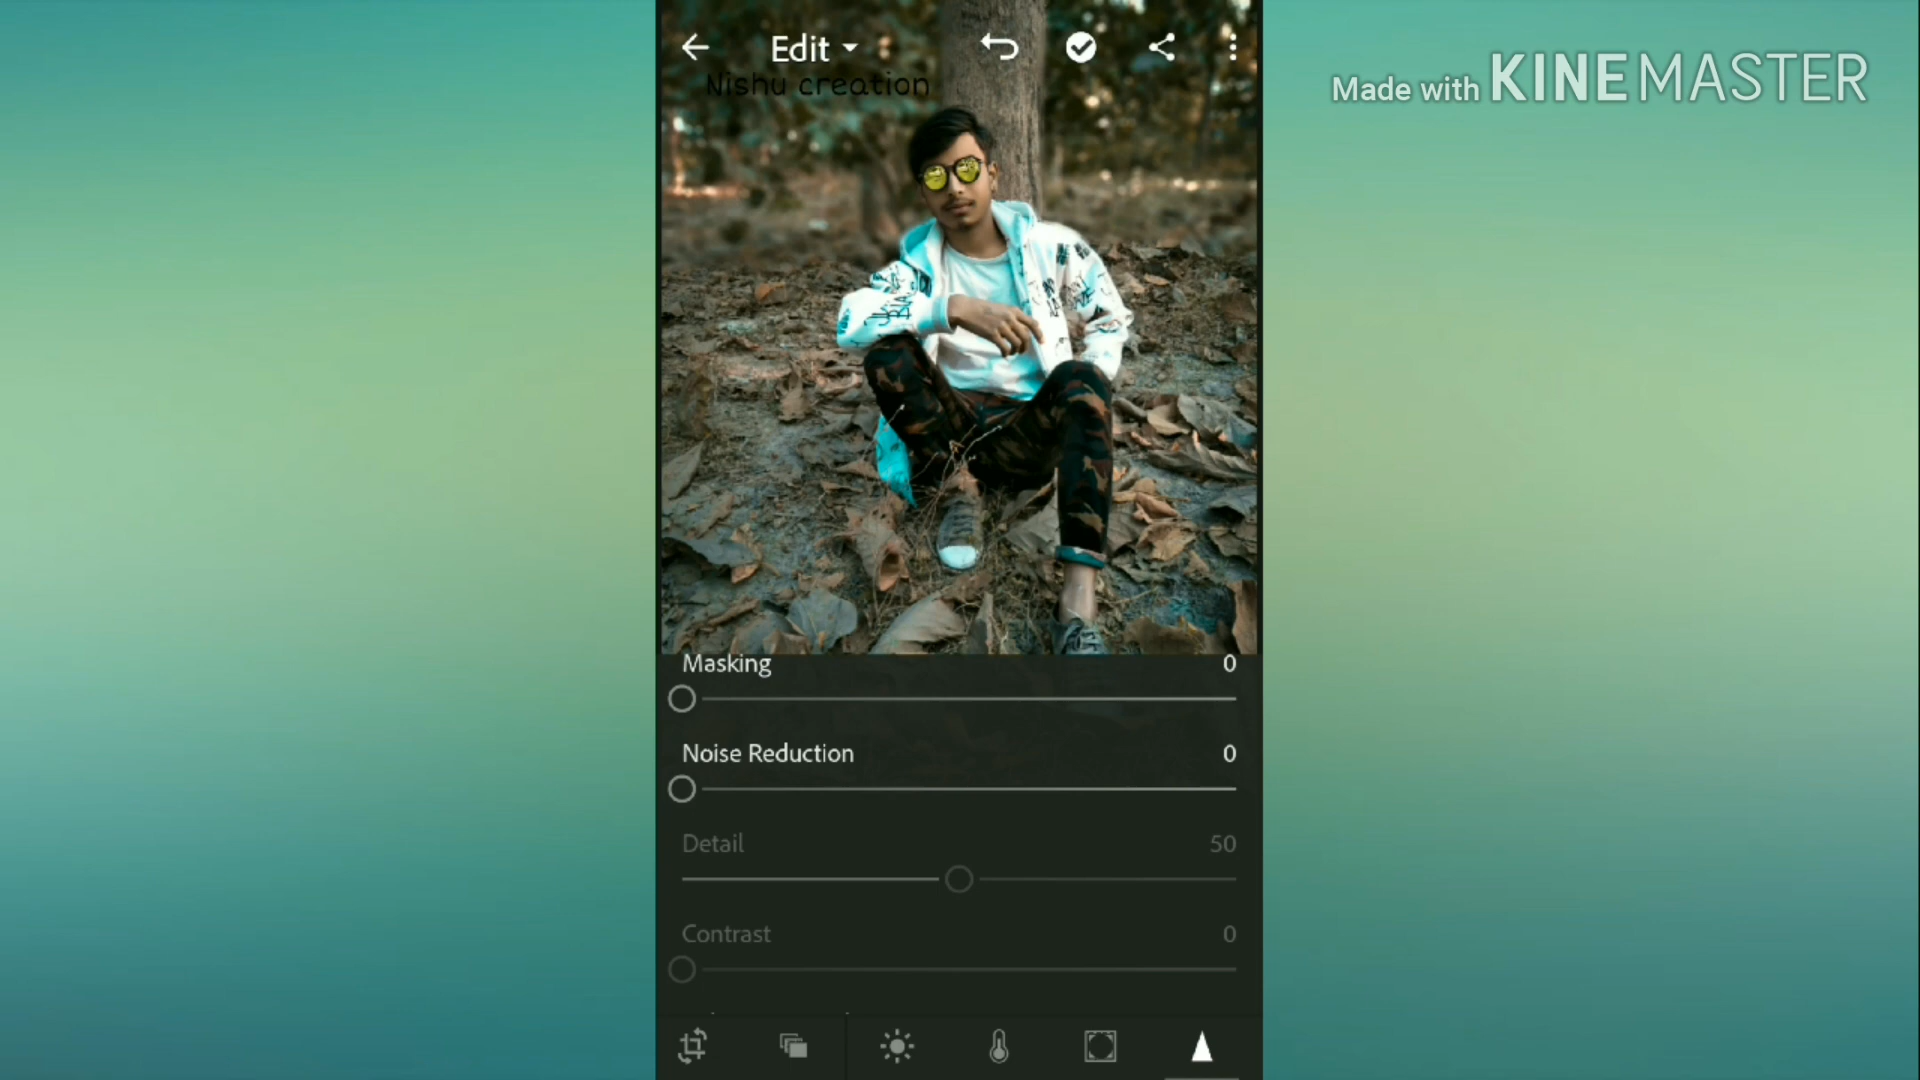 Edit
Made with KINEMASTER
Nishu creation
Masking 0
Noise Reduction 0
Detail 50
Contrast 0